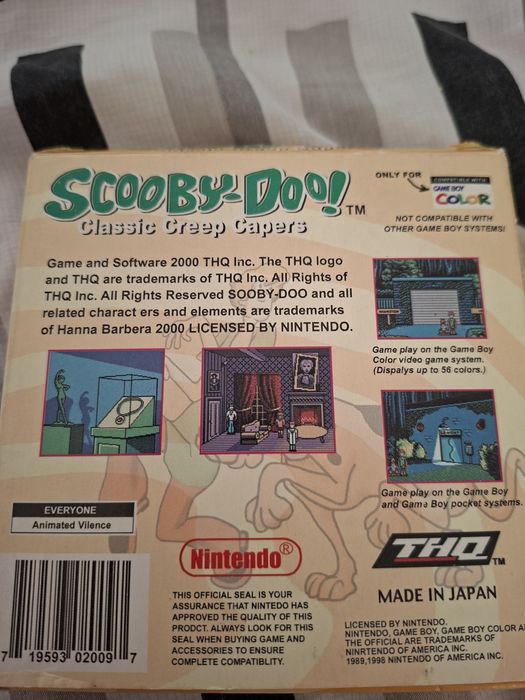 SCOOBY-DOO! TM
Classic Creep Capers
ONLY FOR
COMPATIBLE WITH
GAME BOY
COLOR
NOT COMPATIBLE WITH
OTHER GAME BOY SYSTEMS!
Game and Software 2000 THQ Inc. The THQ logo
and THQ are trademarks of THQ Inc. All Rights of
THQ Inc. All Rights Reserved SOOBY-DOO and all
related charact ers and elements are trademarks
of Hanna Barbera 2000 LICENSED BY NINTENDO.
Game play on the Game Boy
Color video game system.
(Dispalys up to 56 colors.)
Game play on the Game Boy
and Game Boy pocket systems.
EVERYONE
Animated Vilence
Nintendo®
THQ TM
MADE IN JAPAN
THIS OFFICIAL SEAL IS YOUR
ASSURANCE THAT NINTEDO HAS
APPROVED THE QUALITY OF THIS
PRODCT. ALWAYS LOOK FOR THIS
SEAL WHEN BUYING GAME AND
ACCESSORIES TO ENSURE
COMPLETE COMPATIBLITY.
LICENSED BY NINTENDO.
NINTENDO, GAME BOY, GAME BOY COLOR A
THE OFFICIAL ARE TRADEMARKS OF
NINRTENDO OF AMERICA INC.
1989,1998 NINTENDO OF AMERICA INC.
7 19593 02009 7